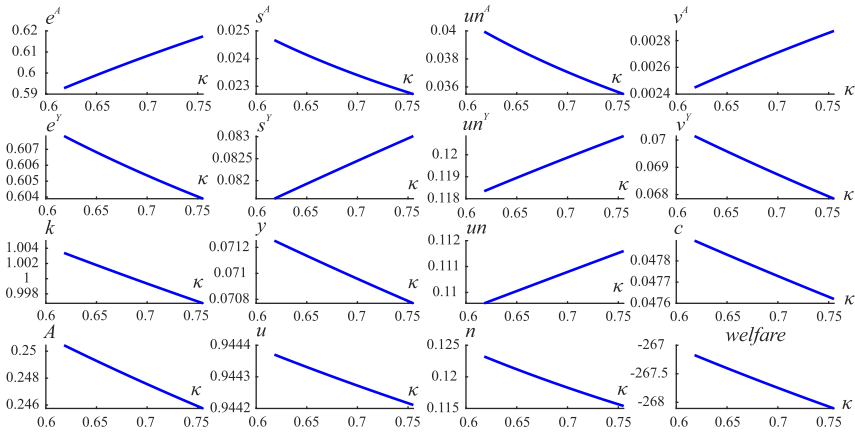 e^A s^A un^A v^A
0.62 0.025 0.04
0.61 0.024 0.038 0.0028
0.6 κ κ κ 0.0026
0.59 0.023 0.036 0.0024 κ
0.6 0.65 0.7 0.75 0.6 0.65 0.7 0.75 0.6 0.65 0.7 0.75 0.6 0.65 0.7 0.75
e^Y s^Y un^Y v^Y
0.607 0.083 0.12 0.07
0.606 0.0825 0.119 0.069
0.605 κ 0.082 κ κ
0.604 0.118 0.068 κ
0.6 0.65 0.7 0.75 0.6 0.65 0.7 0.75 0.6 0.65 0.7 0.75 0.6 0.65 0.7 0.75
k y un c
1.004 0.0712 0.112
1.002 0.071 0.111 0.0478
1 κ κ κ 0.0477
0.998 0.0708 0.11 0.0476 κ
0.6 0.65 0.7 0.75 0.6 0.65 0.7 0.75 0.6 0.65 0.7 0.75 0.6 0.65 0.7 0.75
A u n welfare
0.25 0.9444 0.125 -267
0.248 0.9443 0.12 -267.5
0.246 κ 0.9442 κ 0.115 κ -268 κ
0.6 0.65 0.7 0.75 0.6 0.65 0.7 0.75 0.6 0.65 0.7 0.75 0.6 0.65 0.7 0.75